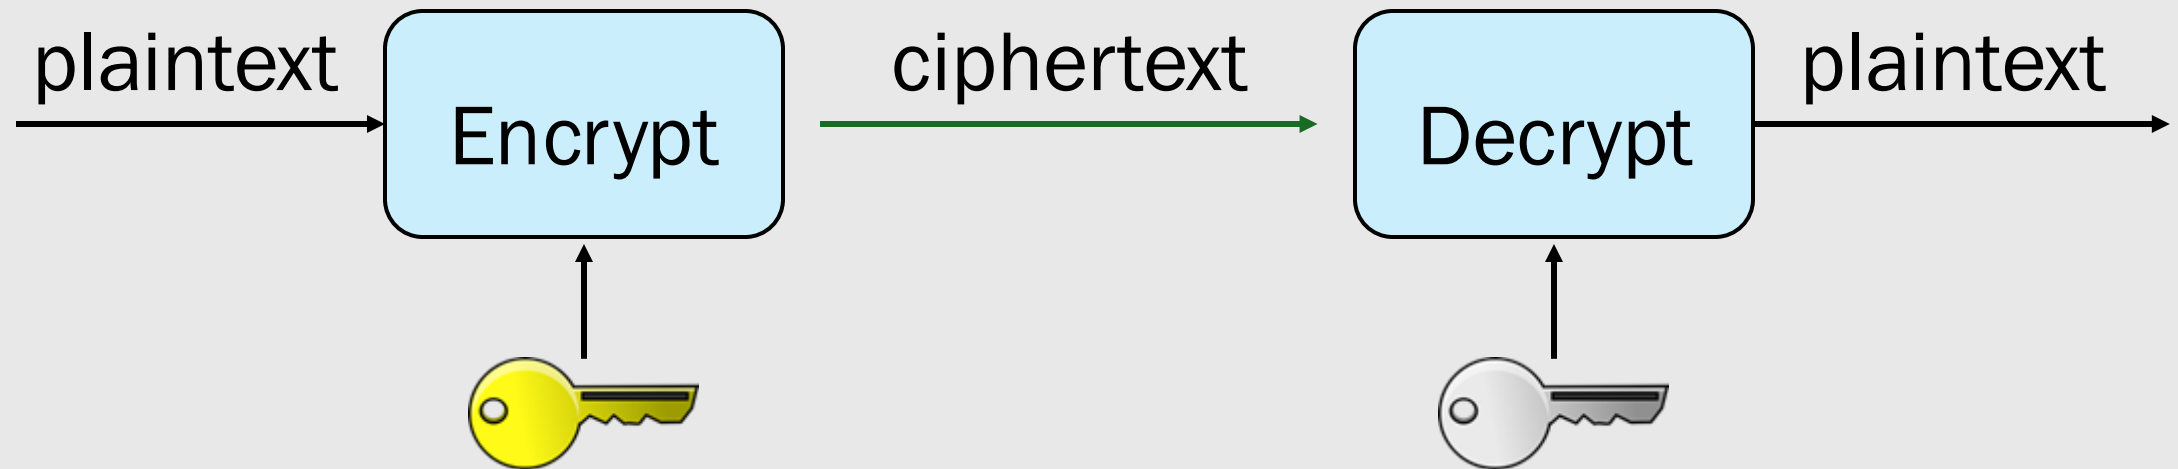 plaintext
Encrypt
ciphertext
Decrypt
plaintext